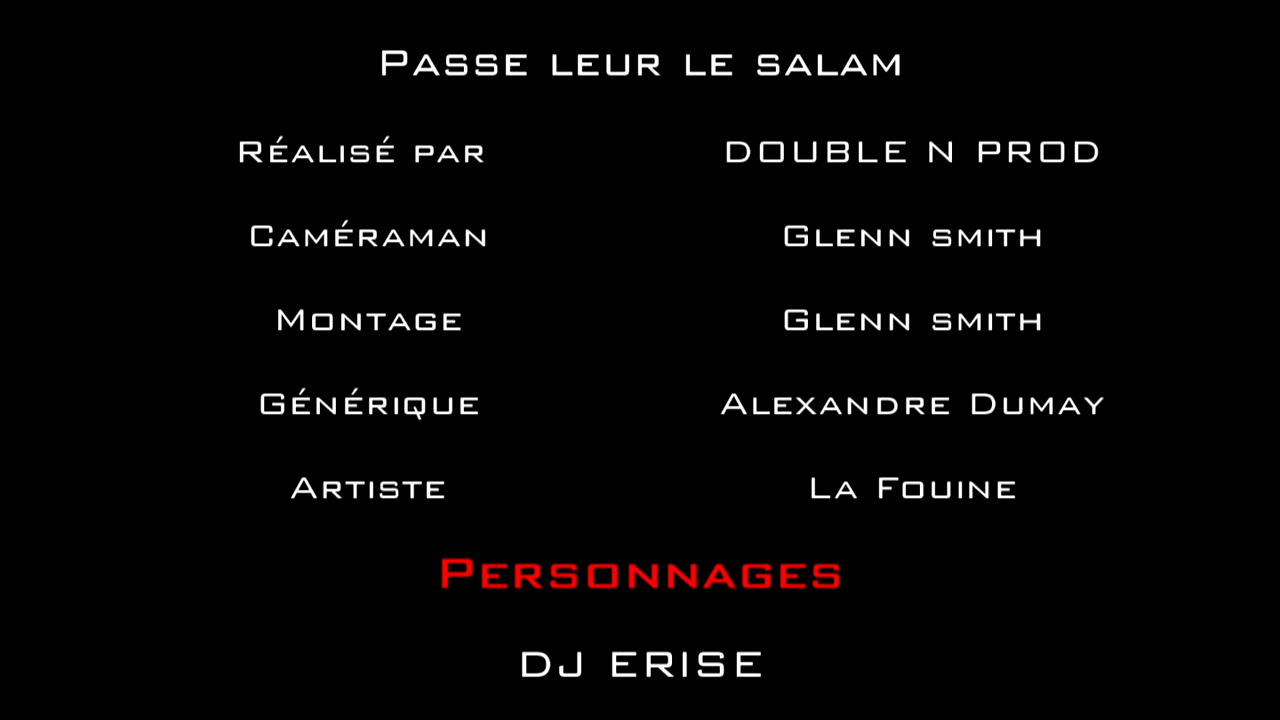 Passe leur le salam
Réalisé par DOUBLE N PROD
Caméraman Glenn smith
Montage Glenn smith
Générique Alexandre Dumay
Artiste La Fouine
Personnages
DJ ERISE